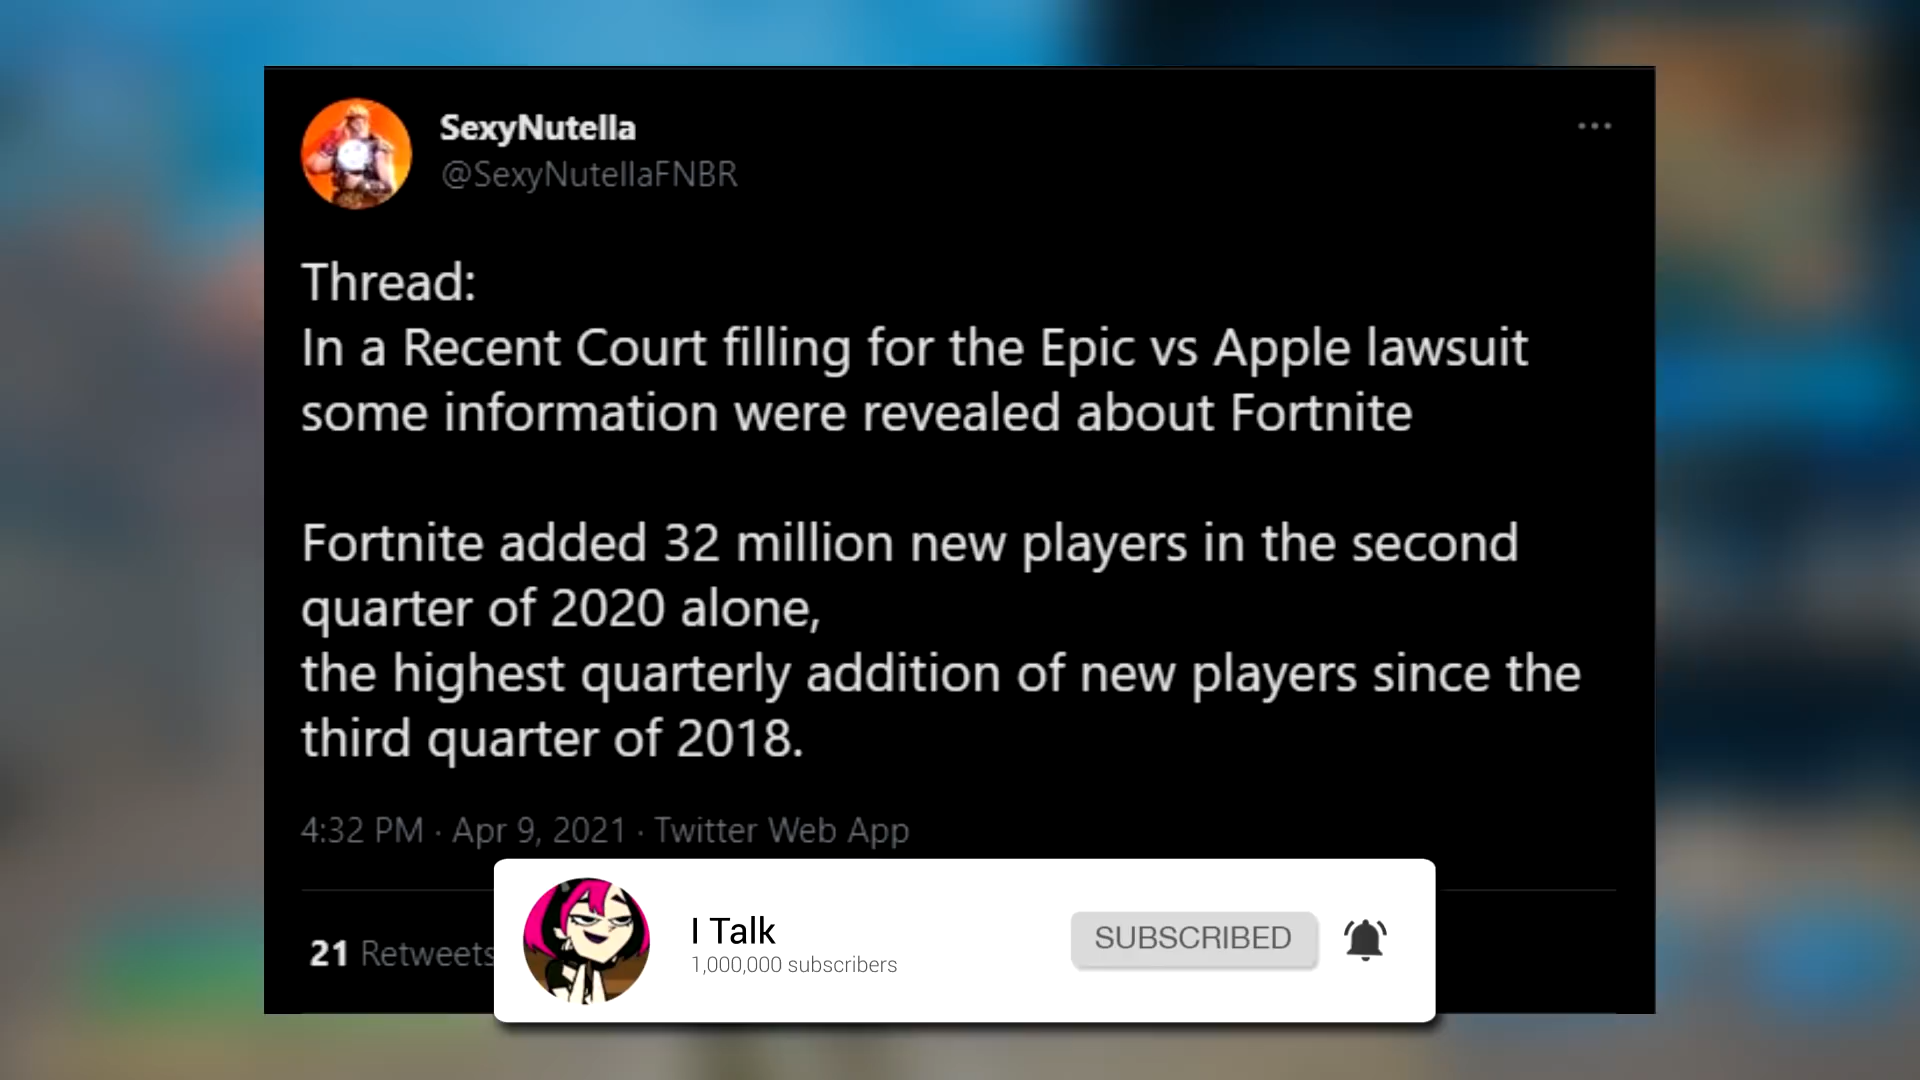 SexyNutella
@SexyNutellaFNBR
Thread:
In a Recent Court filling for the Epic vs Apple lawsuit
some information were revealed about Fortnite
Fortnite added 32 million new players in the second
quarter of 2020 alone,
the highest quarterly addition of new players since the
third quarter of 2018.
4:32 PM · Apr 9, 2021 · Twitter Web App
21 Retweets
I Talk
1,000,000 subscribers
SUBSCRIBED